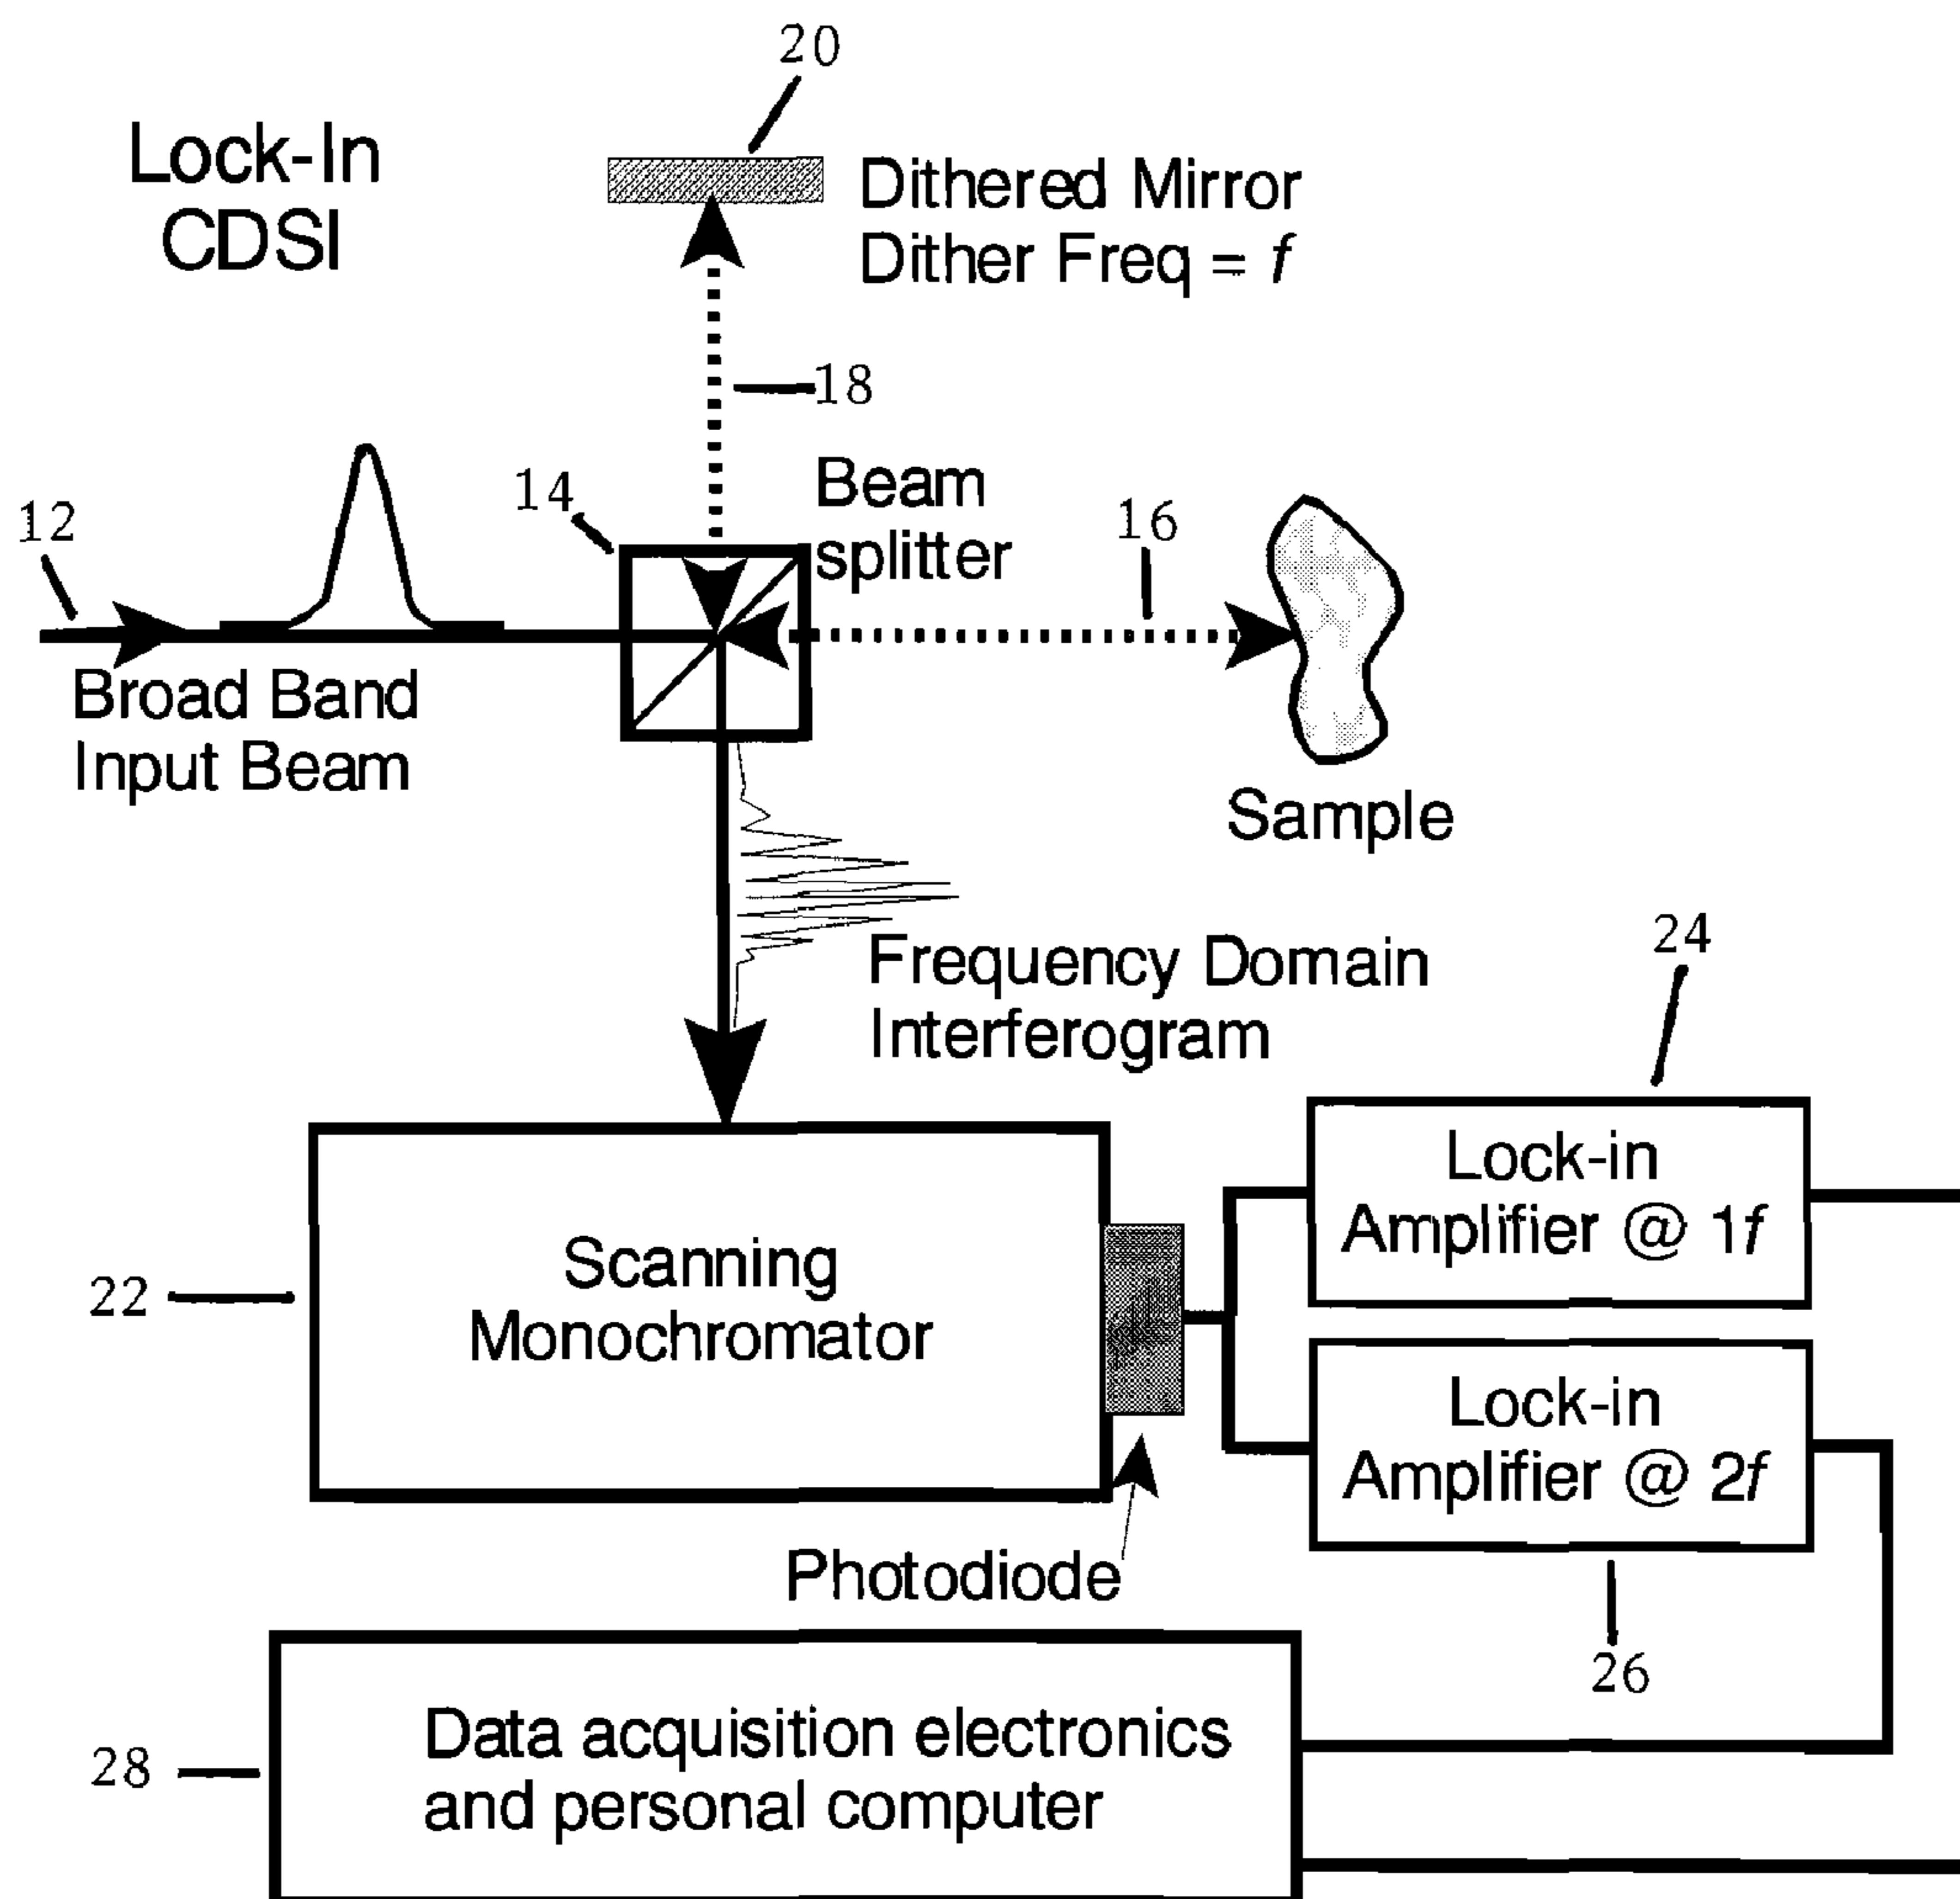 20
Lock-In
CDSI
Dithered Mirror
Dither Freq = f
18
12
14
Beam
splitter
16
Broad Band
Input Beam
Sample
Frequency Domain
Interferogram
24
Lock-in
Amplifier @ 1f
22
Scanning
Monochromator
Lock-in
Amplifier @ 2f
Photodiode
26
28
Data acquisition electronics
and personal computer